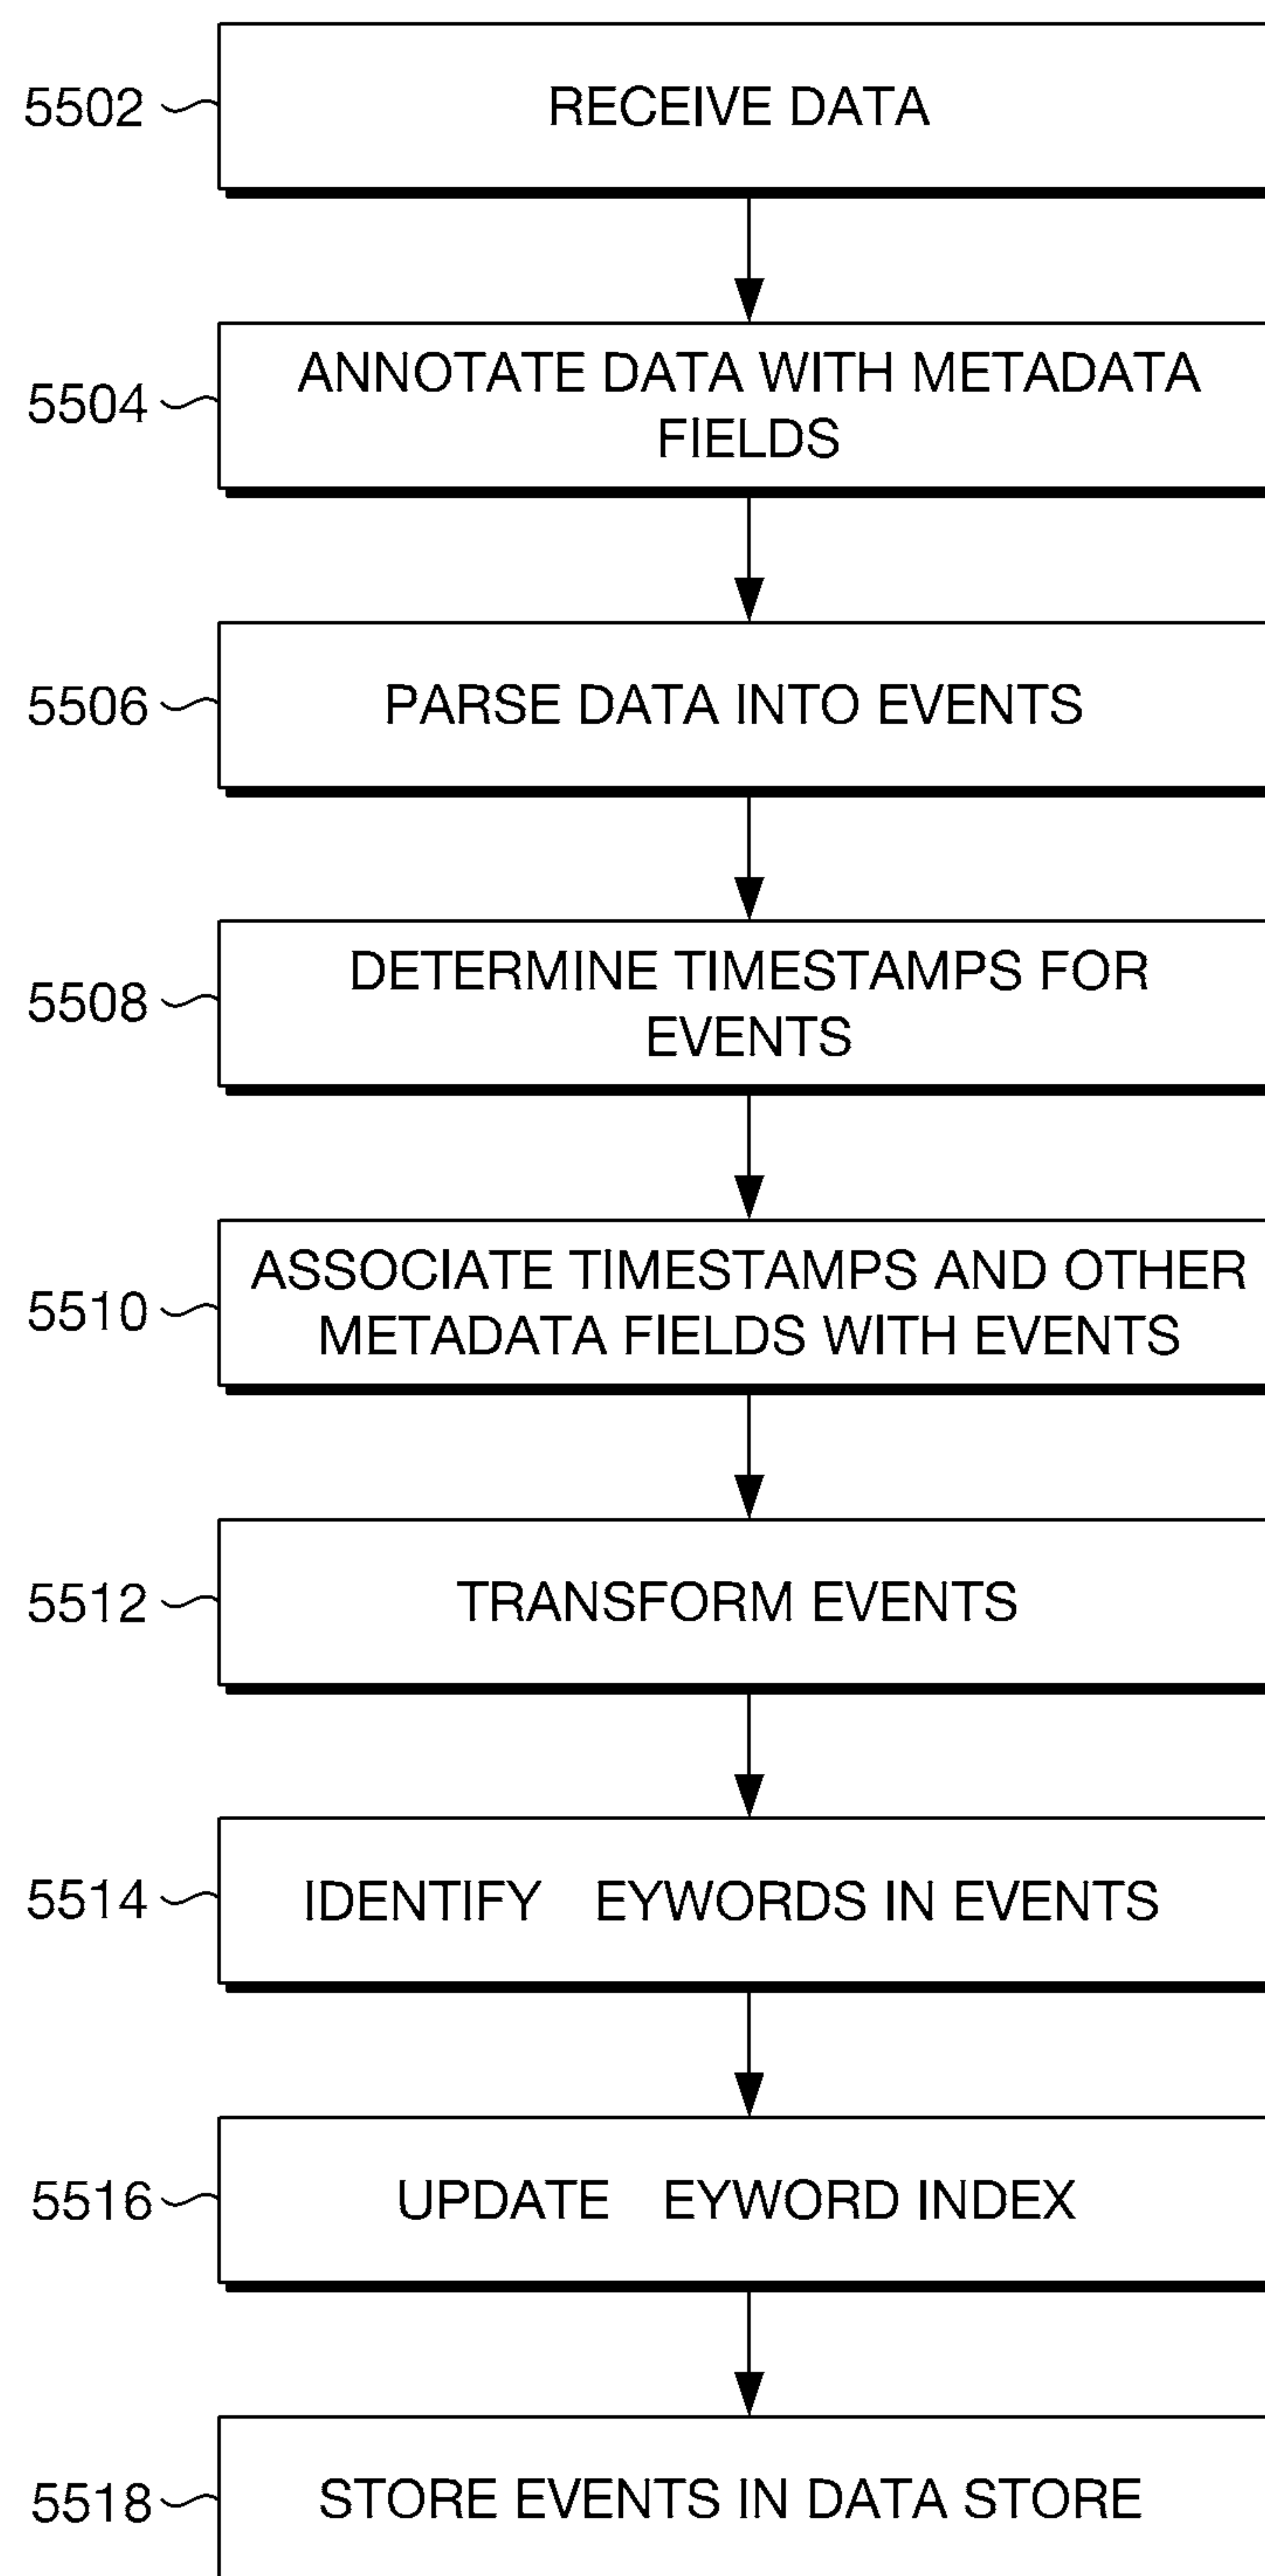 5502 RECEIVE DATA
5504 ANNOTATE DATA WITH METADATA
FIELDS
5506 PARSE DATA INTO EVENTS
5508 DETERMINE TIMESTAMPS FOR
EVENTS
5510 ASSOCIATE TIMESTAMPS AND OTHER
METADATA FIELDS WITH EVENTS
5512 TRANSFORM EVENTS
5514 IDENTIFY EYWORDS IN EVENTS
5516 UPDATE EYWORD INDEX
5518 STORE EVENTS IN DATA STORE